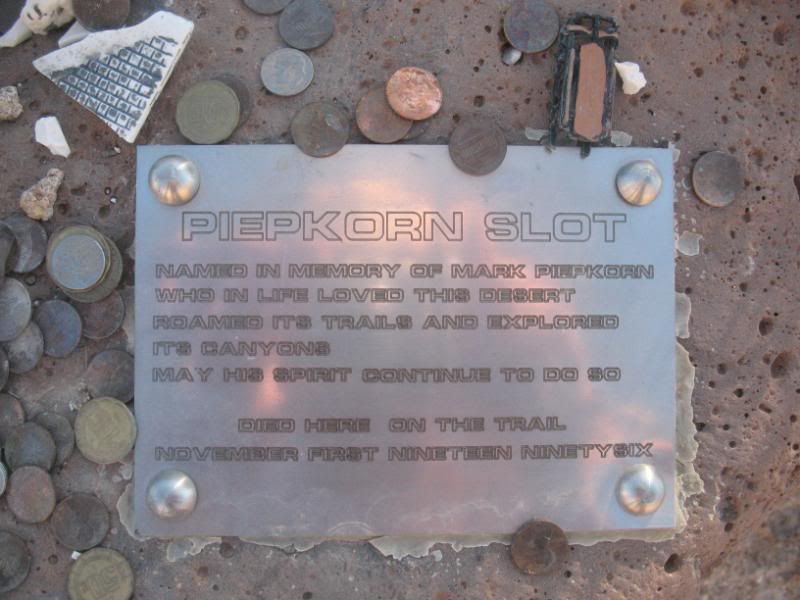 PIEPKORN SLOT
NAMED IN MEMORY OF MARK PIEPKORN
WHO IN LIFE LOVED THIS DESERT
ROAMED ITS TRAILS AND EXPLORED
ITS CANYONS
MAY HIS SPIRIT CONTINUE TO DO SO
DIED HERE ON THE TRAIL
NOVEMBER FIRST NINETEEN NINETYSIX